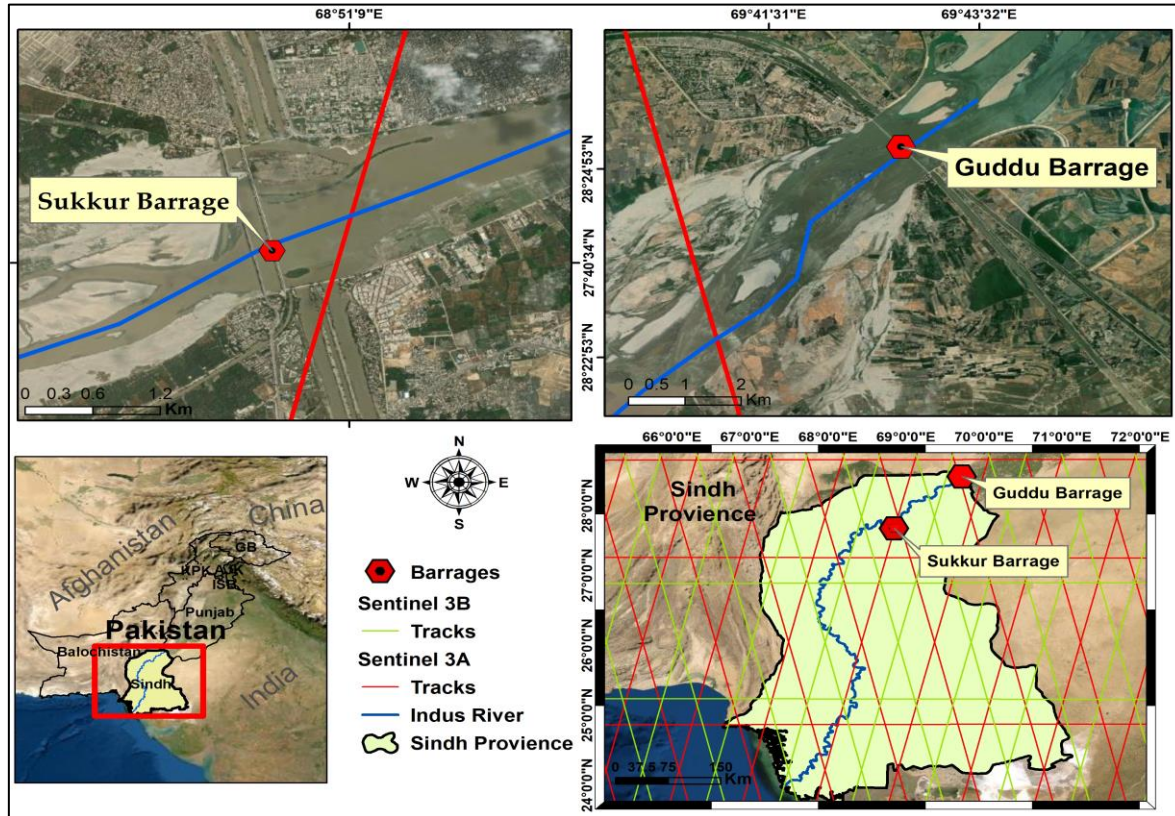 68°51'9"E
69°41'31"E
69°43'32"E
Sukkur Barrage
27°40'34"N
0 0.3 0.6 1.2
Km
28°24'53"N
28°22'53"N
Guddu Barrage
0 0.5 1 2
Km
Afghanistan
China
GB
KPK
AJK
ISB
Punjab
Pakistan
Balochistan
Sindh
India
N
W
E
S
Barrages
Sentinel 3B
Tracks
Sentinel 3A
Tracks
Indus River
Sindh Provience
66°0'0"E
67°0'0"E
68°0'0"E
69°0'0"E
70°0'0"E
71°0'0"E
72°0'0"E
28°0'0"N
27°0'0"N
26°0'0"N
25°0'0"N
24°0'0"N
Sindh
Provience
Guddu Barrage
Sukkur Barrage
0 37.5 75 150
Km